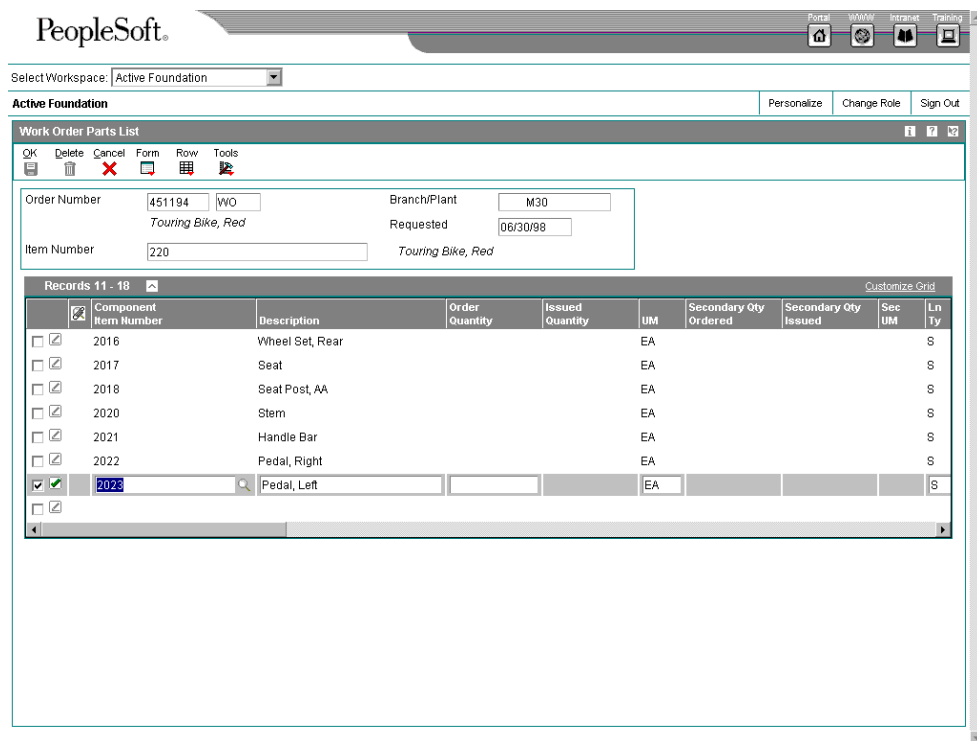 Portal WWW Intranet Training
PeopleSoft.
Select Workspace: Active Foundation
Active Foundation Personalize Change Role Sign Out
Work Order Parts List
OK Delete Cancel Form Row Tools
Order Number 451194 WO Branch/Plant M30
Touring Bike, Red Requested 06/30/98
Item Number 220 Touring Bike, Red
Records 11 - 18 Customize Grid
Component Order Issued Secondary Qty Secondary Qty Sec Ln
Item Number Description Quantity Quantity UM Ordered Issued UM Ty
2016 Wheel Set, Rear EA S
2017 Seat EA S
2018 Seat Post, AA EA S
2020 Stem EA S
2021 Handle Bar EA S
2022 Pedal, Right EA S
2023 Pedal, Left EA S